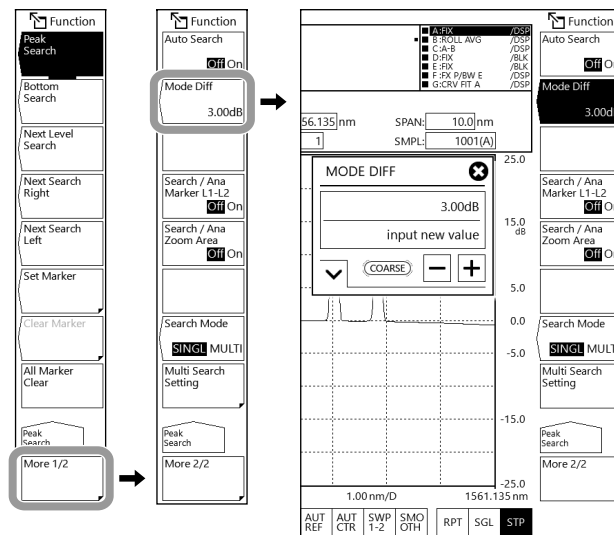 Function
Peak
Search
Bottom
Search
Next Level
Search
Next Search
Right
Next Search
Left
Set Marker
Clear Marker
All Marker
Clear
Peak
Search
More 1/2
Function
Auto Search
Off On
Mode Diff
3.00dB
Search / Ana
Marker L1-L2
Off On
Search / Ana
Zoom Area
Off On
Search Mode
SINGL MULTI
Multi Search
Setting
Peak
Search
More 2/2
A:FIX /DSP
B:ROLL AVG /DSP
C:A-B /DSP
D:FIX /BLK
E:FIX /BLK
F:FX P/BW E /DSP
G:CRV FIT A /DSP
56.135 nm
SPAN: 10.0 nm
1
SMPL: 1001(A)
25.0
MODE DIFF
3.00dB
input new value
COARSE
15.0
dB
5.0
0.0
-5.0
-15.0
-25.0
1.00 nm/D
1561.135 nm
AUT
REF
AUT
CTR
SWP
1-2
SMO
OTH
RPT
SGL
STP
Function
Auto Search
Off O
Mode Diff
3.00d
Search / Ana
Marker L1-L2
Off O
Search / Ana
Zoom Area
Off O
Search Mode
SINGL MULT
Multi Search
Setting
Peak
Search
More 2/2